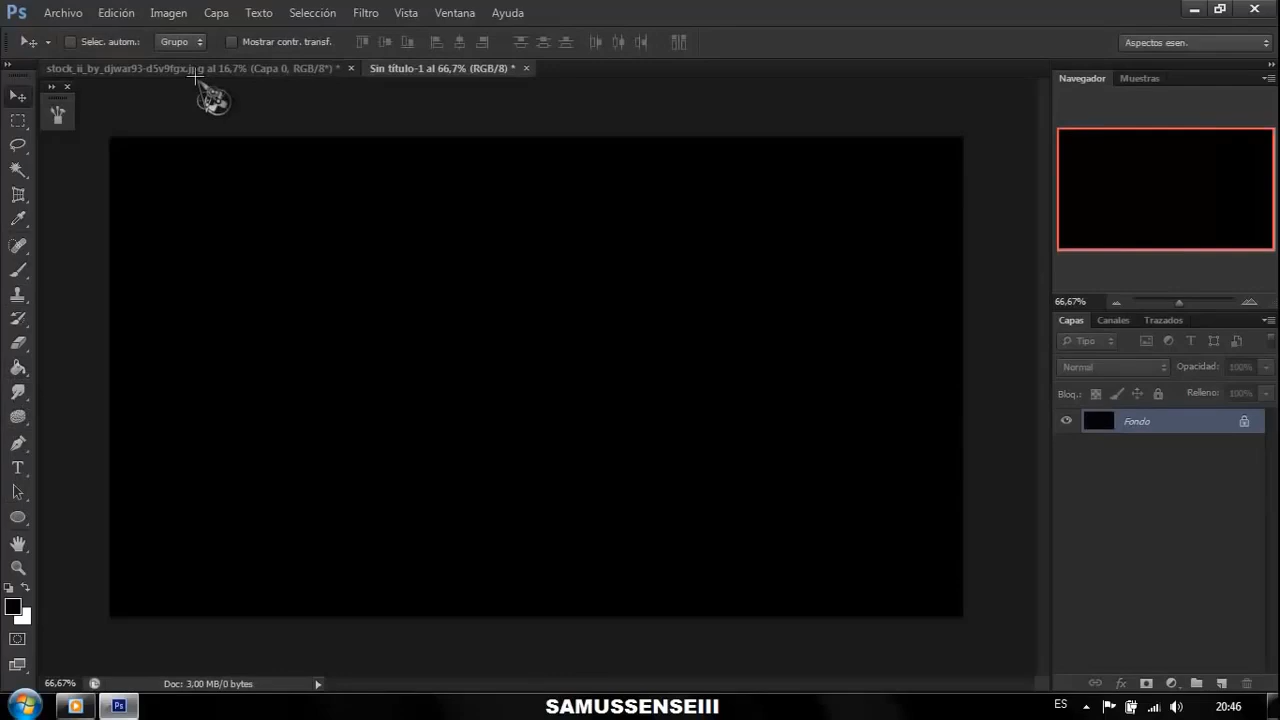 Ps Archivo Edición Imagen Capa Texto Selección Filtro Vista Ventana Ayuda
Selec. autom.: Grupo Mostrar contr. transf. Aspectos esen.
stock_ii_by_djwar93-d5v9fgx.jpg al 16,7% (Capa 0, RGB/8*) * Sin título-1 al 66,7% (RGB/8) *
Navegador Muestras
66,67%
Capas Canales Trazados
Tipo
Normal Opacidad: 100%
Bloq.: Relleno: 100%
Fondo
66,67% Doc: 3,00 MB/0 bytes
Ps SAMUSSENSEIII ES 20:46